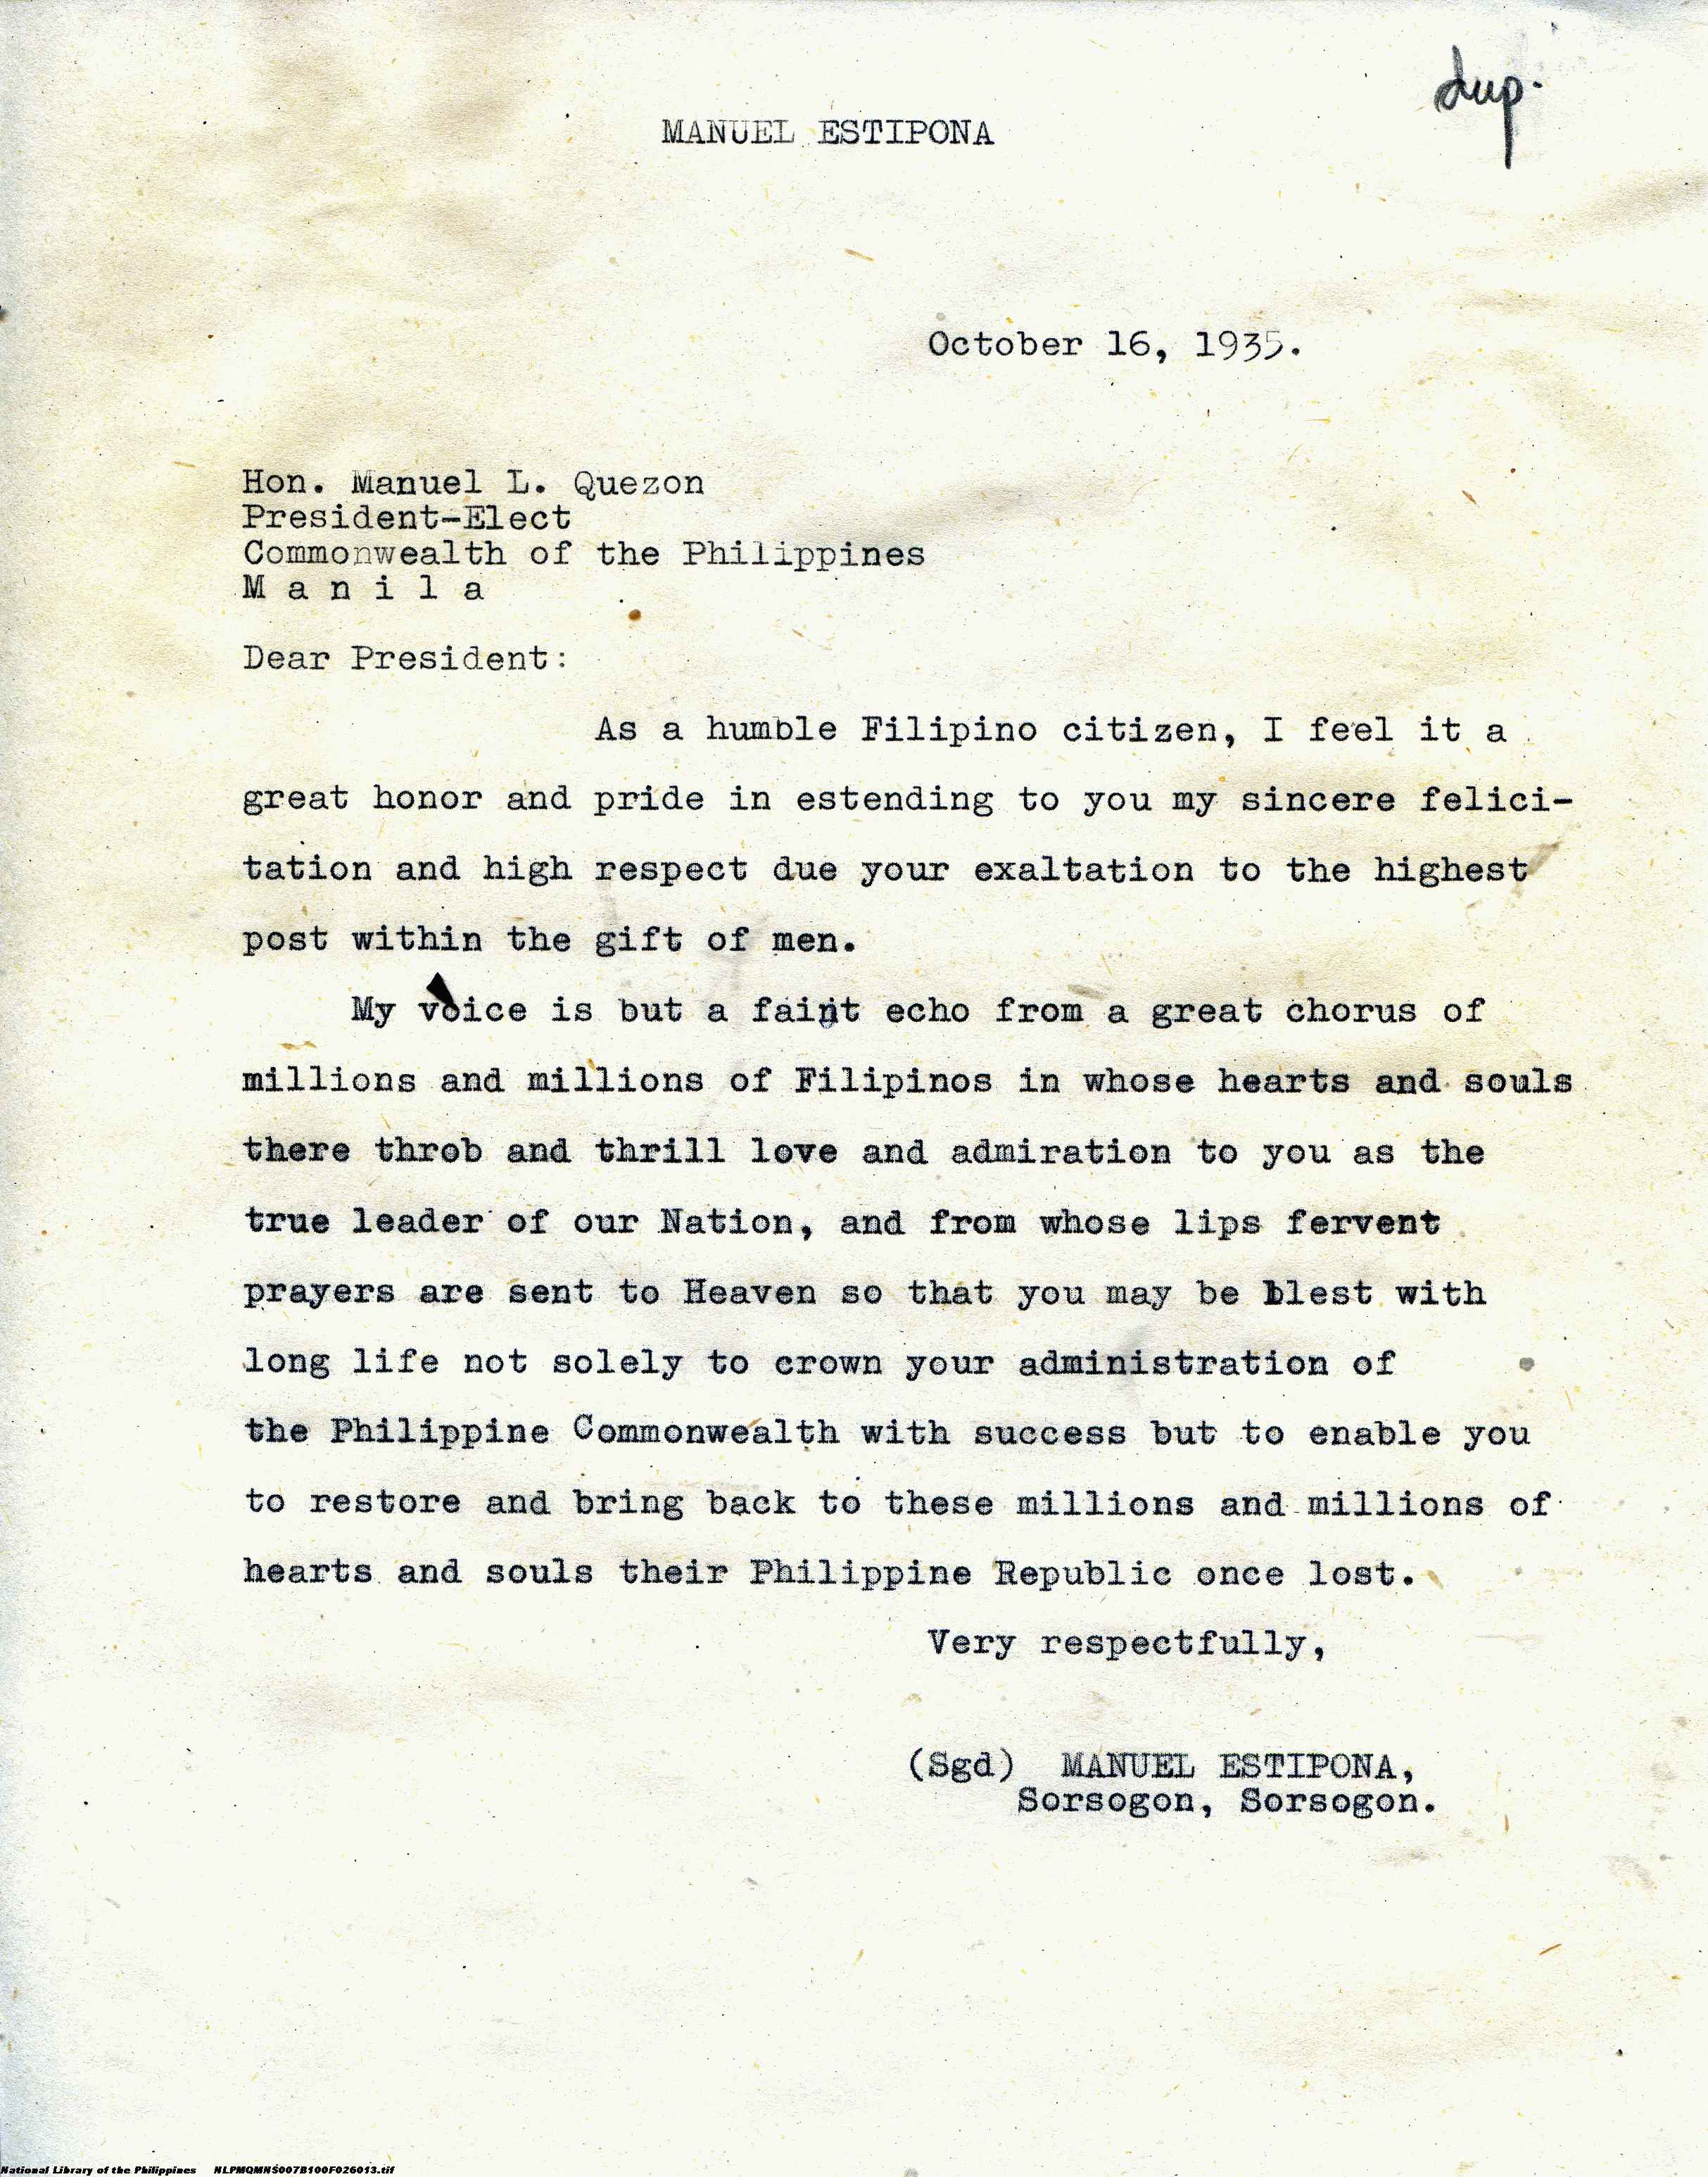 dup.
MANUEL ESTIPONA
October 16, 1935.
Hon. Manuel L. Quezon
President-Elect
Commonwealth of the Philippines
M a n i l a
Dear President:
As a humble Filipino citizen, I feel it a
great honor and pride in estending to you my sincere felici-
tation and high respect due your exaltation to the highest
post within the gift of men.
My voice is but a faint echo from a great chorus of
millions and millions of Filipinos in whose hearts and souls
there throb and thrill love and admiration to you as the
true leader of our Nation, and from whose lips fervent
prayers are sent to Heaven so that you may be blest with
long life not solely to crown your administration of
the Philippine Commonwealth with success but to enable you
to restore and bring back to these millions and millions of
hearts and souls their Philippine Republic once lost.
Very respectfully,
(Sgd) MANUEL ESTIPONA,
Sorsogon, Sorsogon.
National Library of the Philippines NLPMQMNS007B100F026013.tif